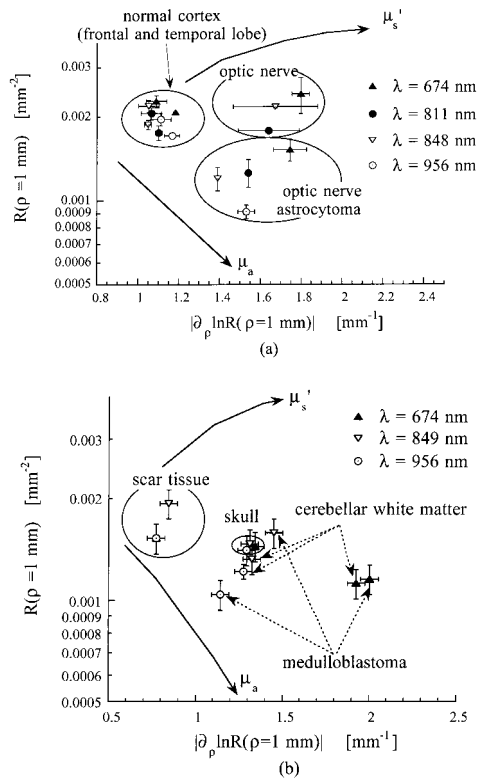 normal cortex
(frontal and temporal lobe)
μs'
optic nerve
▲ λ = 674 nm
● λ = 811 nm
▽ λ = 848 nm
○ λ = 956 nm
optic nerve
astrocytoma
μa
R(ρ=1 mm) [mm-2]
0.003
0.002
0.001
0.0009
0.0008
0.0007
0.0006
0.0005
0.8 1 1.2 1.4 1.6 1.8 2 2.2 2.4
|∂ρlnR(ρ=1 mm)| [mm-1]
(a)
μs'
▲ λ = 674 nm
▽ λ = 849 nm
⊙ λ = 956 nm
scar tissue
skull
cerebellar white matter
medulloblastoma
μa
R(ρ=1 mm) [mm-2]
0.003
0.002
0.001
0.0009
0.0008
0.0007
0.0006
0.0005
0.5 1 1.5 2 2.5
|∂ρlnR(ρ=1 mm)| [mm-1]
(b)